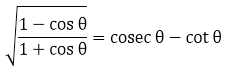 √((1 − cos θ)/(1 + cos θ)) = cosec θ − cot θ